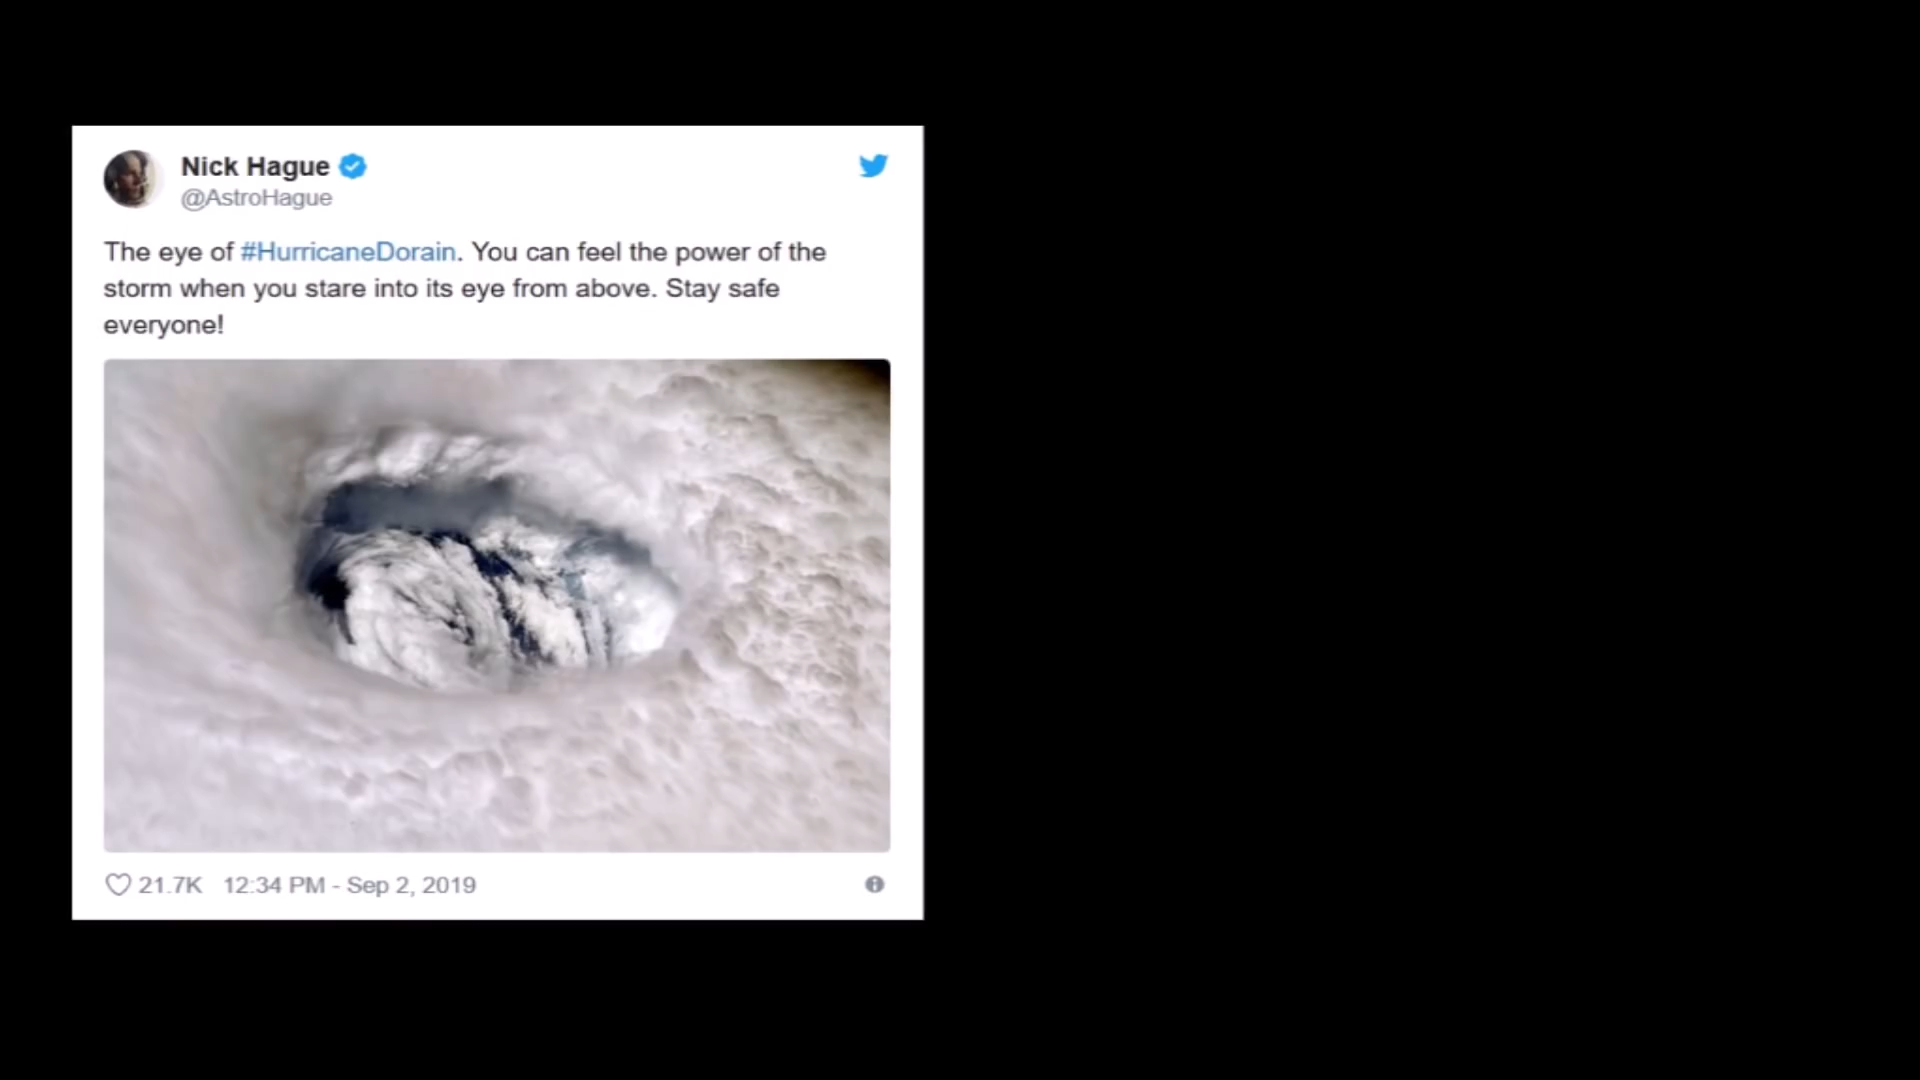 Nick Hague
@AstroHague
The eye of #HurricaneDorain. You can feel the power of the
storm when you stare into its eye from above. Stay safe
everyone!
21.7K 12:34 PM - Sep 2, 2019